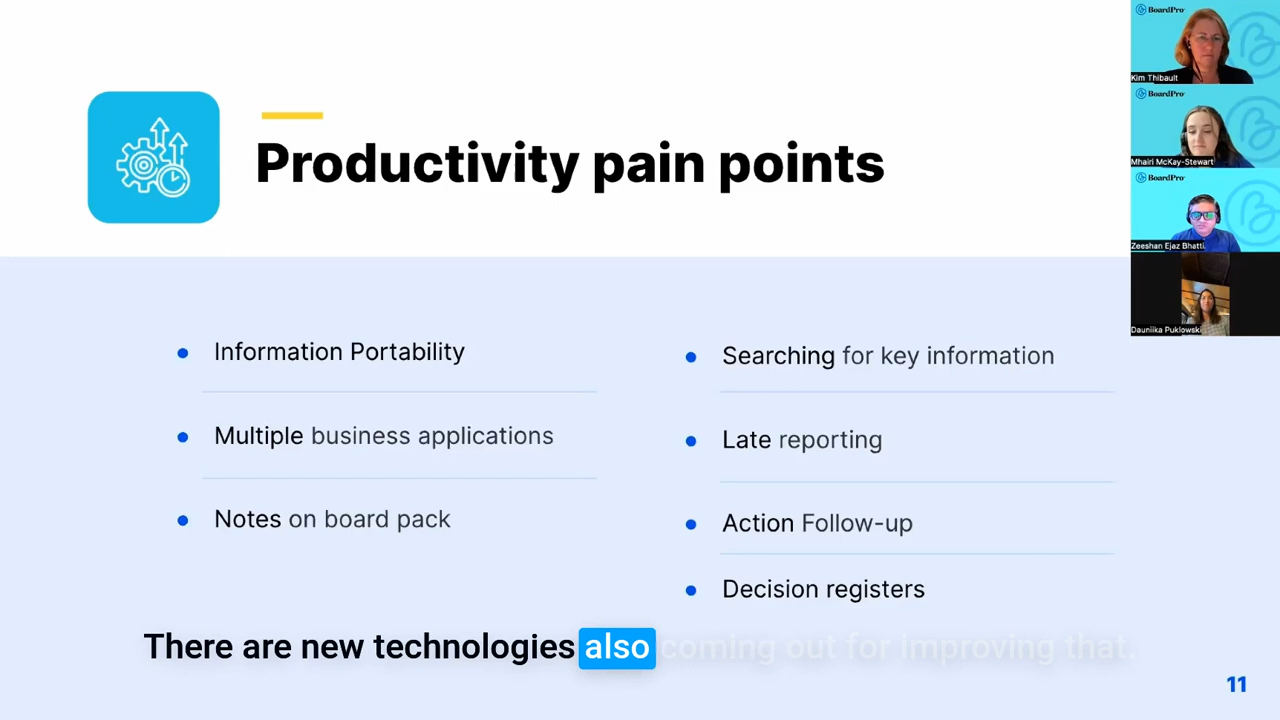 Productivity pain points
Information Portability
Multiple business applications
Notes on board pack
Searching for key information
Late reporting
Action Follow-up
Decision registers
There are new technologies also coming out for improving that.
11
BoardPro
Kim Thibault
BoardPro
Mhairi McKay-Stewart
BoardPro
Zeeshan Ejaz Bhatti
Dauniika Puklowski